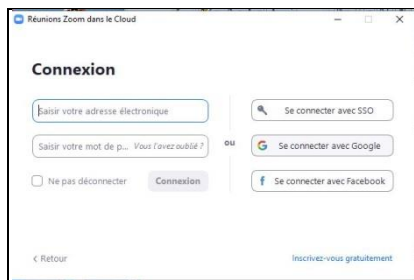 Réunions Zoom dans le Cloud
Connexion
Saisir votre adresse électronique
Saisir votre mot de p... Vous l'avez oublié ?
Ne pas déconnecter Connexion
ou
Se connecter avec SSO
Se connecter avec Google
Se connecter avec Facebook
< Retour
Inscrivez-vous gratuitement